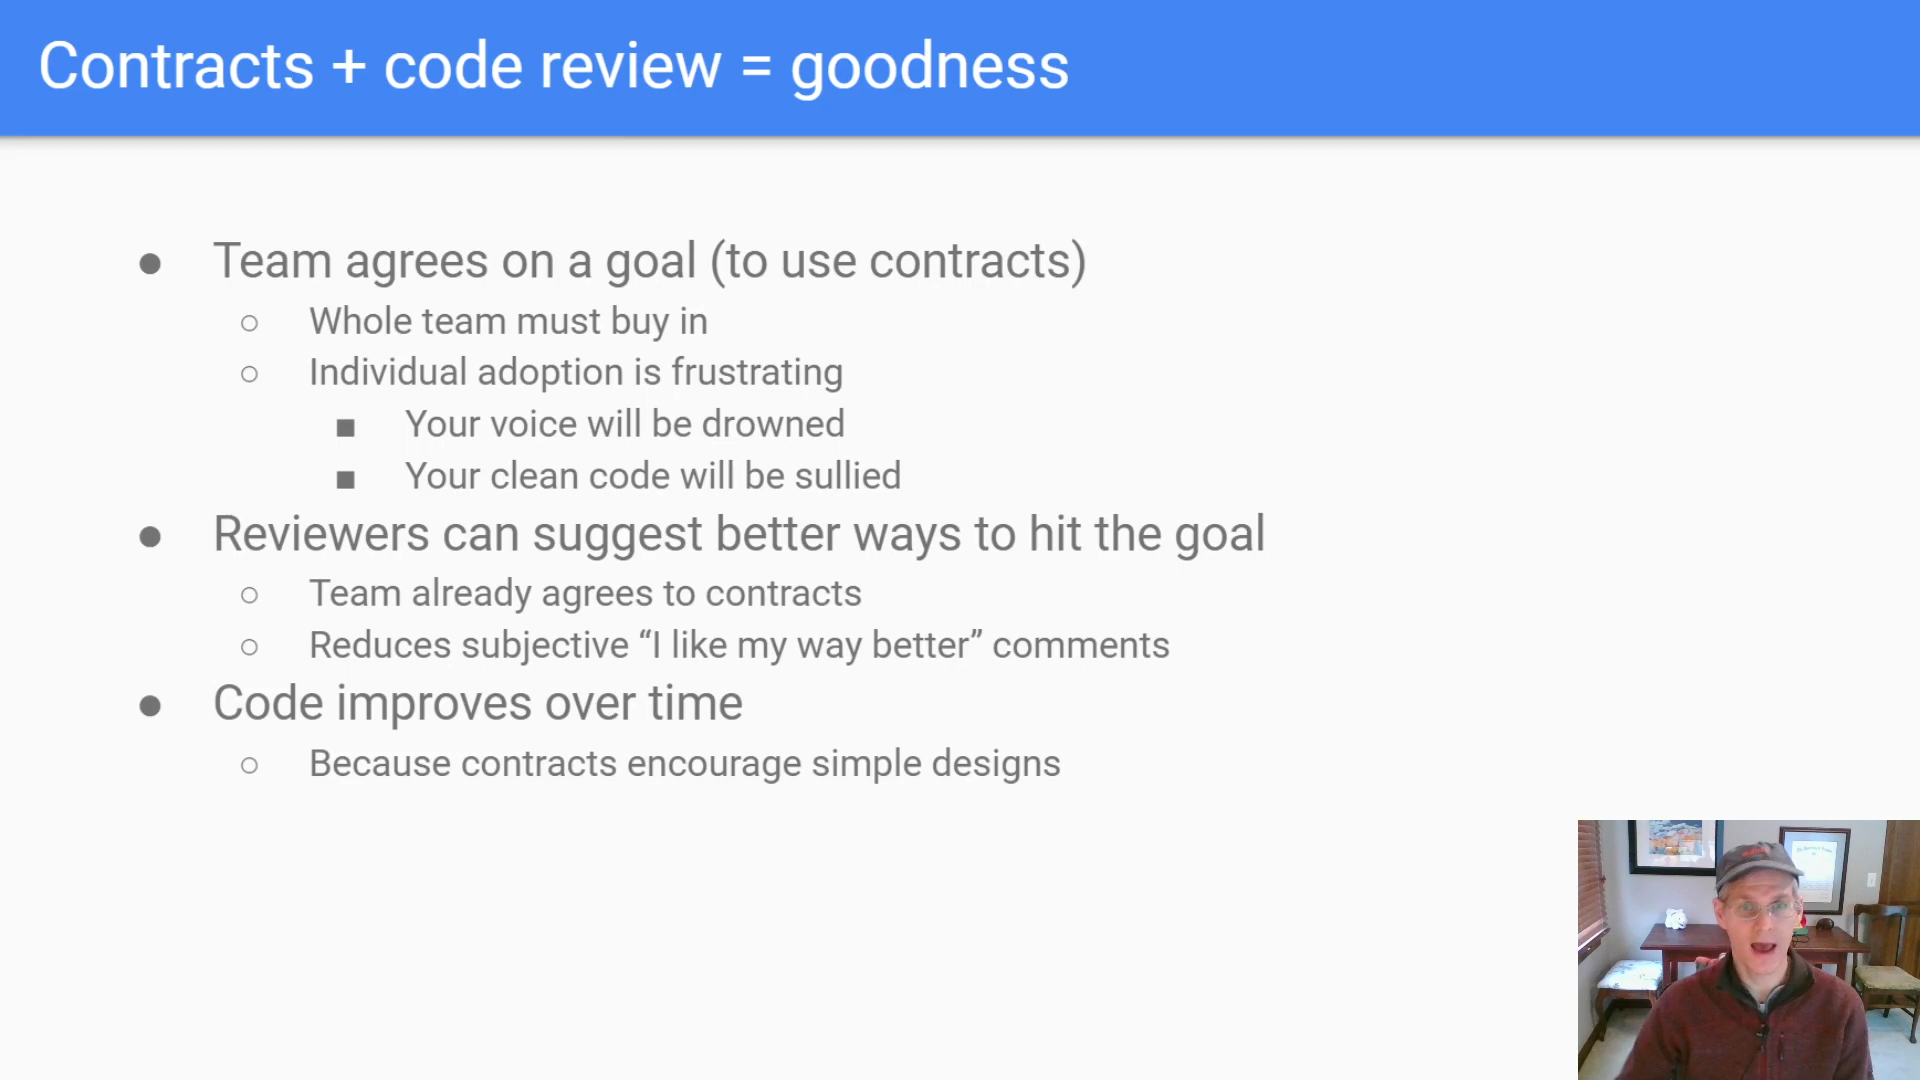 Contracts + code review = goodness
● Team agrees on a goal (to use contracts)
○ Whole team must buy in
○ Individual adoption is frustrating
■ Your voice will be drowned
■ Your clean code will be sullied
● Reviewers can suggest better ways to hit the goal
○ Team already agrees to contracts
○ Reduces subjective “I like my way better” comments
● Code improves over time
○ Because contracts encourage simple designs